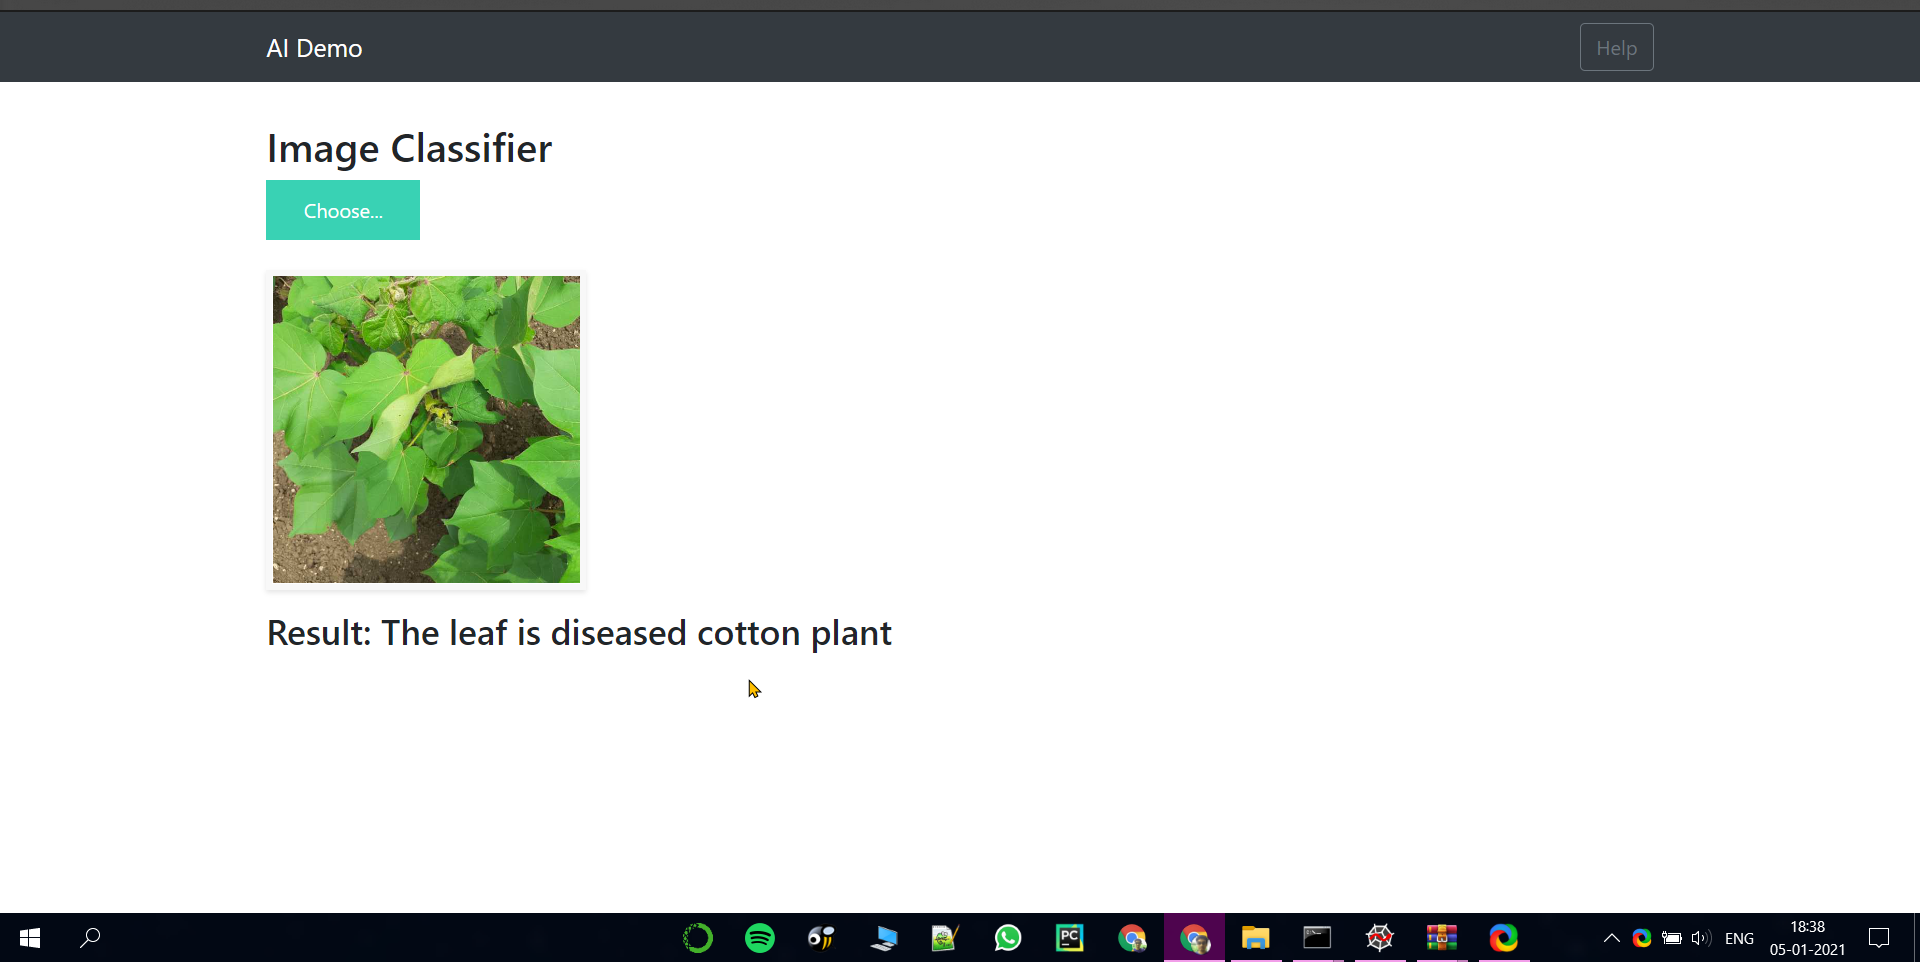 AI Demo
Help
Image Classifier
Choose...
Result: The leaf is diseased cotton plant
PC
ENG
18:38
05-01-2021